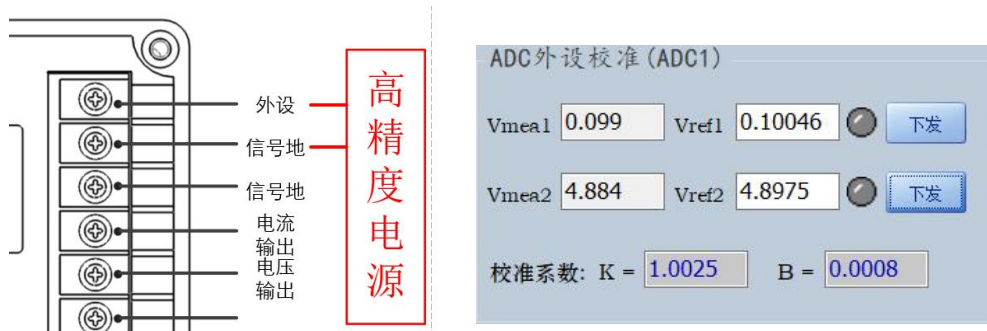 外设
信号地
信号地
电流
输出
电压
输出
高
精
度
电
源
ADC外设校准(ADC1)
Vmea1 0.099 Vref1 0.10046 下发
Vmea2 4.884 Vref2 4.8975 下发
校准系数: K = 1.0025 B = 0.0008